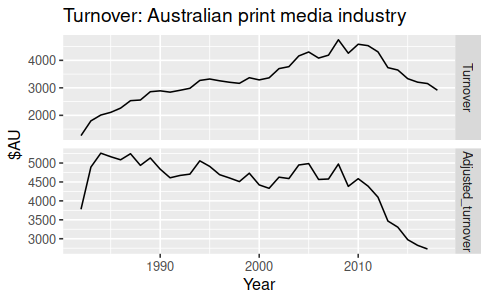 Turnover: Australian print media industry
4000
3000
2000
Turnover
$AU
5000
4500
4000
3500
3000
Adjusted_turnover
1990
2000
2010
Year